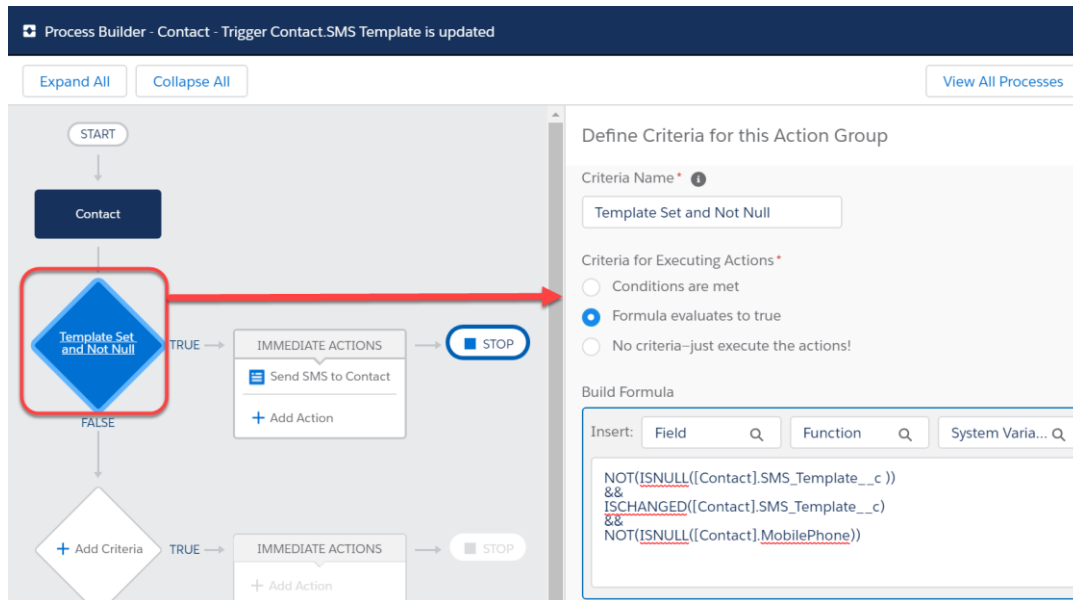 Process Builder - Contact - Trigger Contact.SMS Template is updated
Expand All
Collapse All
View All Processes
START
Contact
Template Set
and Not Null
TRUE
IMMEDIATE ACTIONS
STOP
Send SMS to Contact
+ Add Action
FALSE
+ Add Criteria
TRUE
IMMEDIATE ACTIONS
STOP
+ Add Action
Define Criteria for this Action Group
Criteria Name*
Template Set and Not Null
Criteria for Executing Actions*
Conditions are met
Formula evaluates to true
No criteria–just execute the actions!
Build Formula
Insert:
Field
Function
System Varia...
NOT(ISNULL([Contact].SMS_Template__c ))
&&
ISCHANGED([Contact].SMS_Template__c)
&&
NOT(ISNULL([Contact].MobilePhone))